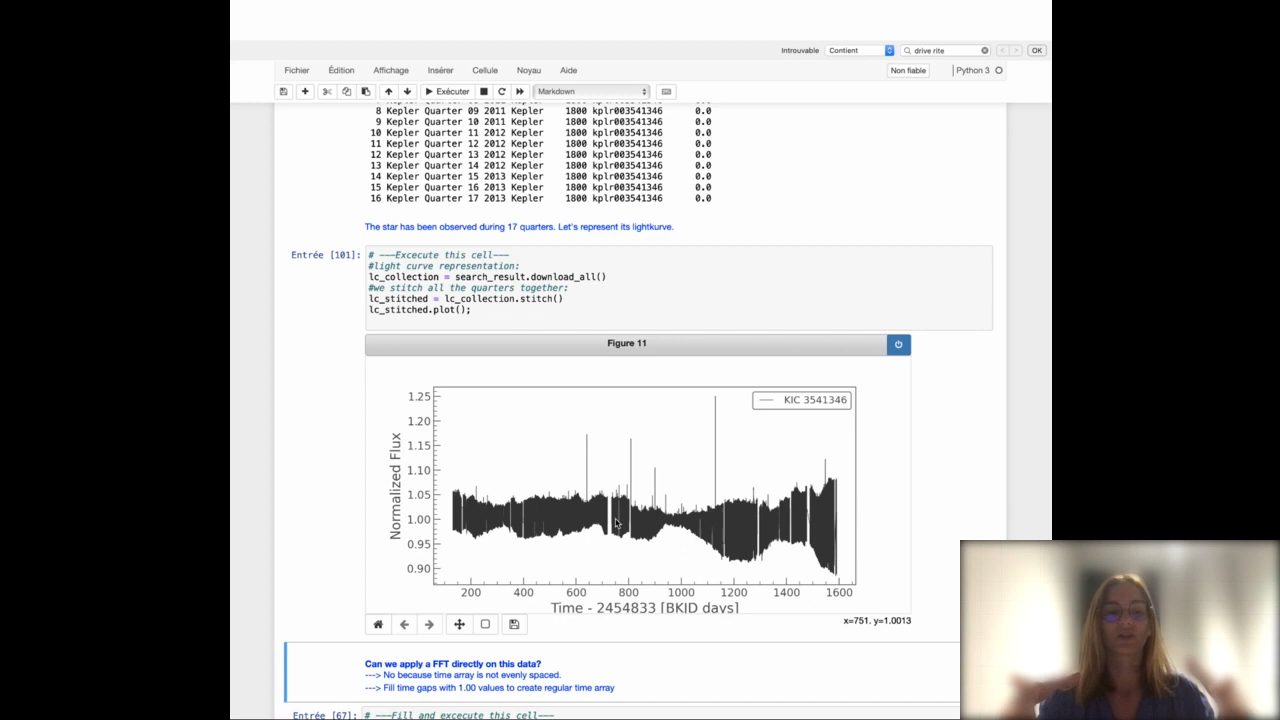 Introuvable Contient drive rite OK
Fichier Édition Affichage Insérer Cellule Noyau Aide Non fiable Python 3
Exécuter Markdown
8 Kepler Quarter 09 2011 Kepler 1800 kplr003541346 0.0
9 Kepler Quarter 10 2011 Kepler 1800 kplr003541346 0.0
10 Kepler Quarter 11 2012 Kepler 1800 kplr003541346 0.0
11 Kepler Quarter 12 2012 Kepler 1800 kplr003541346 0.0
12 Kepler Quarter 13 2012 Kepler 1800 kplr003541346 0.0
13 Kepler Quarter 14 2012 Kepler 1800 kplr003541346 0.0
14 Kepler Quarter 15 2013 Kepler 1800 kplr003541346 0.0
15 Kepler Quarter 16 2013 Kepler 1800 kplr003541346 0.0
16 Kepler Quarter 17 2013 Kepler 1800 kplr003541346 0.0
The star has been observed during 17 quarters. Let's represent its lightkurve.
Entrée [101]:
# ---Excecute this cell---
#light curve representation:
lc_collection = search_result.download_all()
#we stitch all the quarters together:
lc_stitched = lc_collection.stitch()
lc_stitched.plot();
Figure 11
KIC 3541346
1.25
1.20
1.15
1.10
1.05
1.00
0.95
0.90
Normalized Flux
200 400 600 800 1000 1200 1400 1600
Time - 2454833 [BKJD days]
x=751. y=1.0013
Can we apply a FFT directly on this data?
---> No because time array is not evenly spaced.
---> Fill time gaps with 1.00 values to create regular time array
Entrée [67]: # ---Fill and excecute this cell---